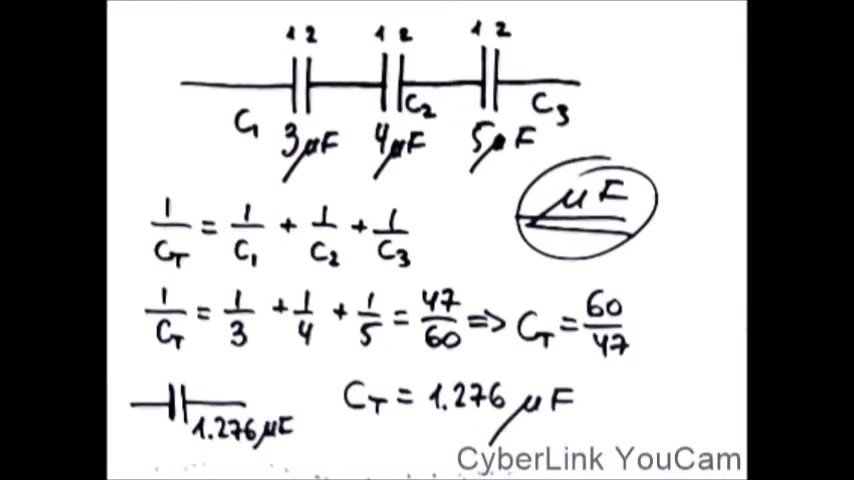 1 2 1 2 1 2
C1 C2 C3
3μF 4μF 5μF
μF
1/CT = 1/C1 + 1/C2 + 1/C3
1/CT = 1/3 + 1/4 + 1/5 = 47/60 => CT = 60/47
1.276μF CT = 1.276 μF
CyberLink YouCam